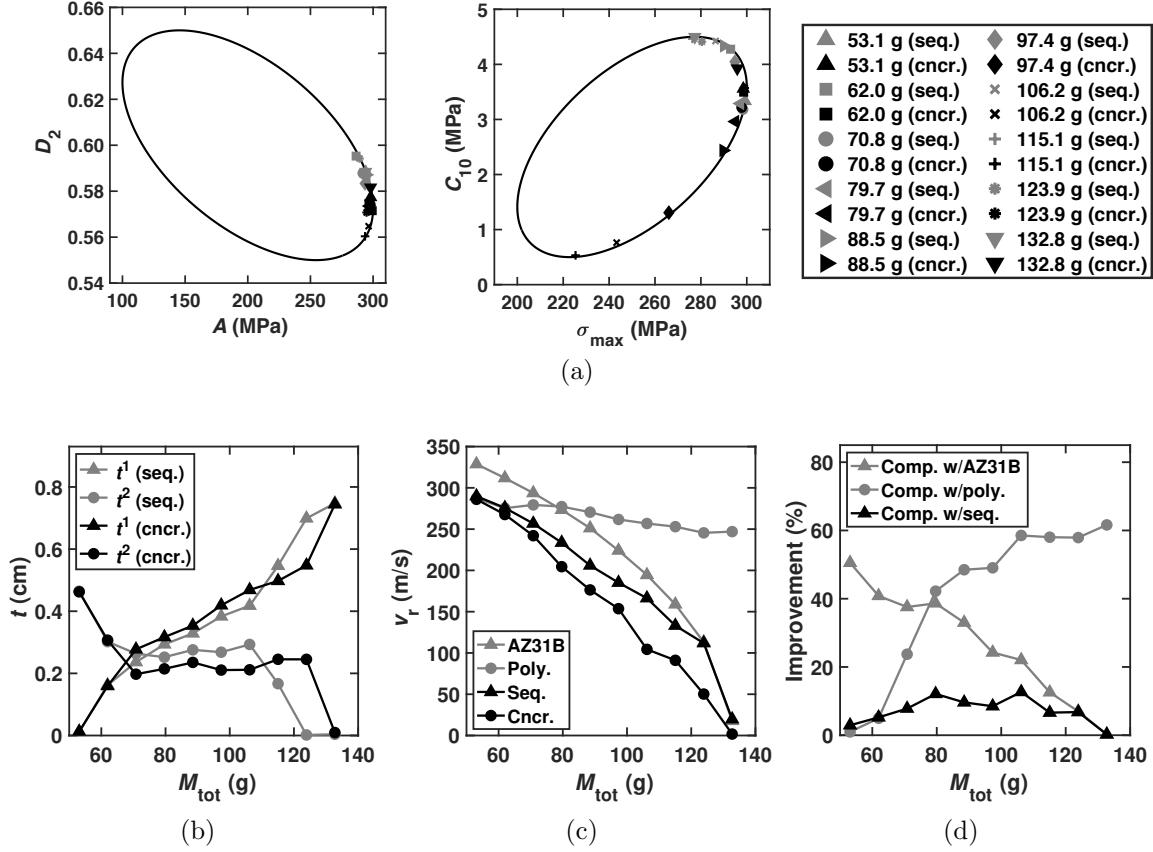 0.66
0.64
0.62
0.60
0.58
0.56
0.54
D2
100 150 200 250 300
A (MPa)
5
4
3
2
1
0
C10 (MPa)
200 220 240 260 280 300
σmax (MPa)
53.1 g (seq.)
53.1 g (cncr.)
62.0 g (seq.)
62.0 g (cncr.)
70.8 g (seq.)
70.8 g (cncr.)
79.7 g (seq.)
79.7 g (cncr.)
88.5 g (seq.)
88.5 g (cncr.)
97.4 g (seq.)
97.4 g (cncr.)
106.2 g (seq.)
106.2 g (cncr.)
115.1 g (seq.)
115.1 g (cncr.)
123.9 g (seq.)
123.9 g (cncr.)
132.8 g (seq.)
132.8 g (cncr.)
(a)
0.8
0.6
0.4
0.2
0
t (cm)
t1 (seq.)
t2 (seq.)
t1 (cncr.)
t2 (cncr.)
60 80 100 120 140
Mtot (g)
(b)
350
300
250
200
150
100
50
0
vr (m/s)
AZ31B
Poly.
Seq.
Cncr.
60 80 100 120 140
Mtot (g)
(c)
80
60
40
20
0
Improvement (%)
Comp. w/AZ31B
Comp. w/poly.
Comp. w/seq.
60 80 100 120 140
Mtot (g)
(d)